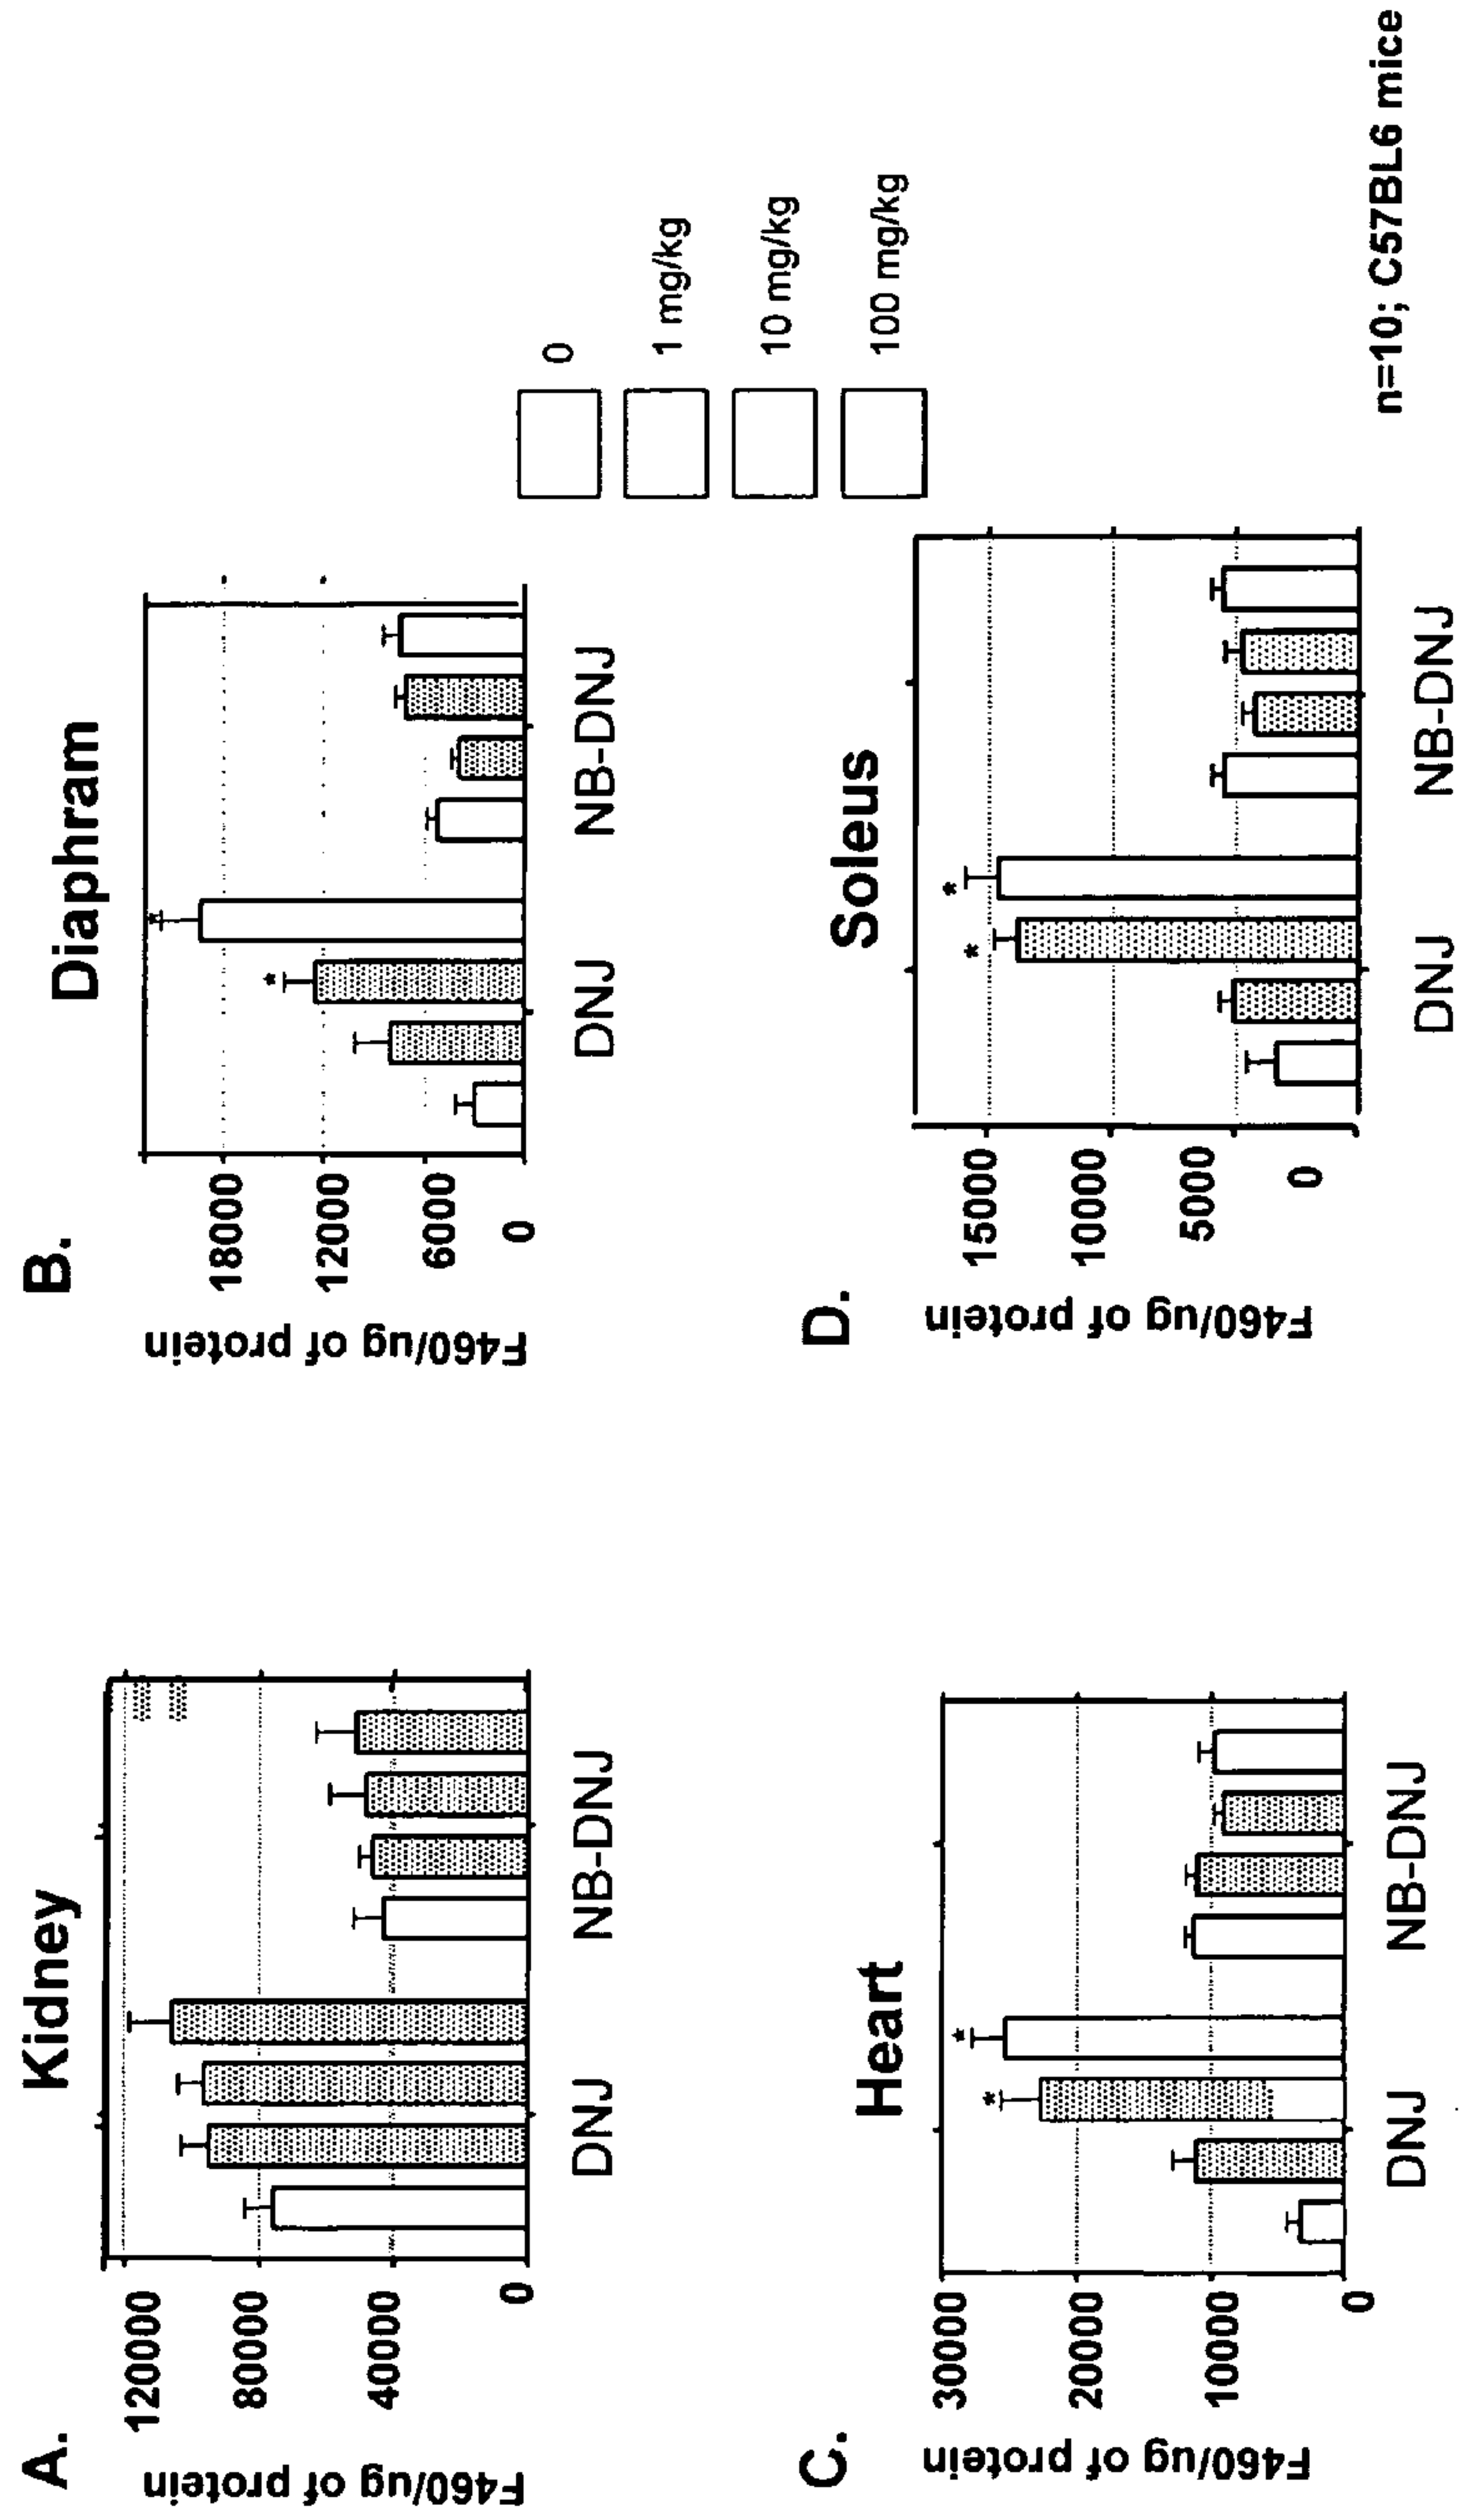 A.
Kidney
F460/ug of protein
120000
80000
40000
0
DNJ
NB-DNJ
B.
Diaphram
F460/ug of protein
18000
12000
6000
0
*
*
DNJ
NB-DNJ
0
1 mg/kg
10 mg/kg
100 mg/kg
C.
Heart
F460/ug of protein
30000
20000
10000
0
*
*
DNJ
NB-DNJ
D.
Soleus
F460/ug of protein
15000
10000
5000
0
*
*
DNJ
NB-DNJ
n=10; C57BL6 mice